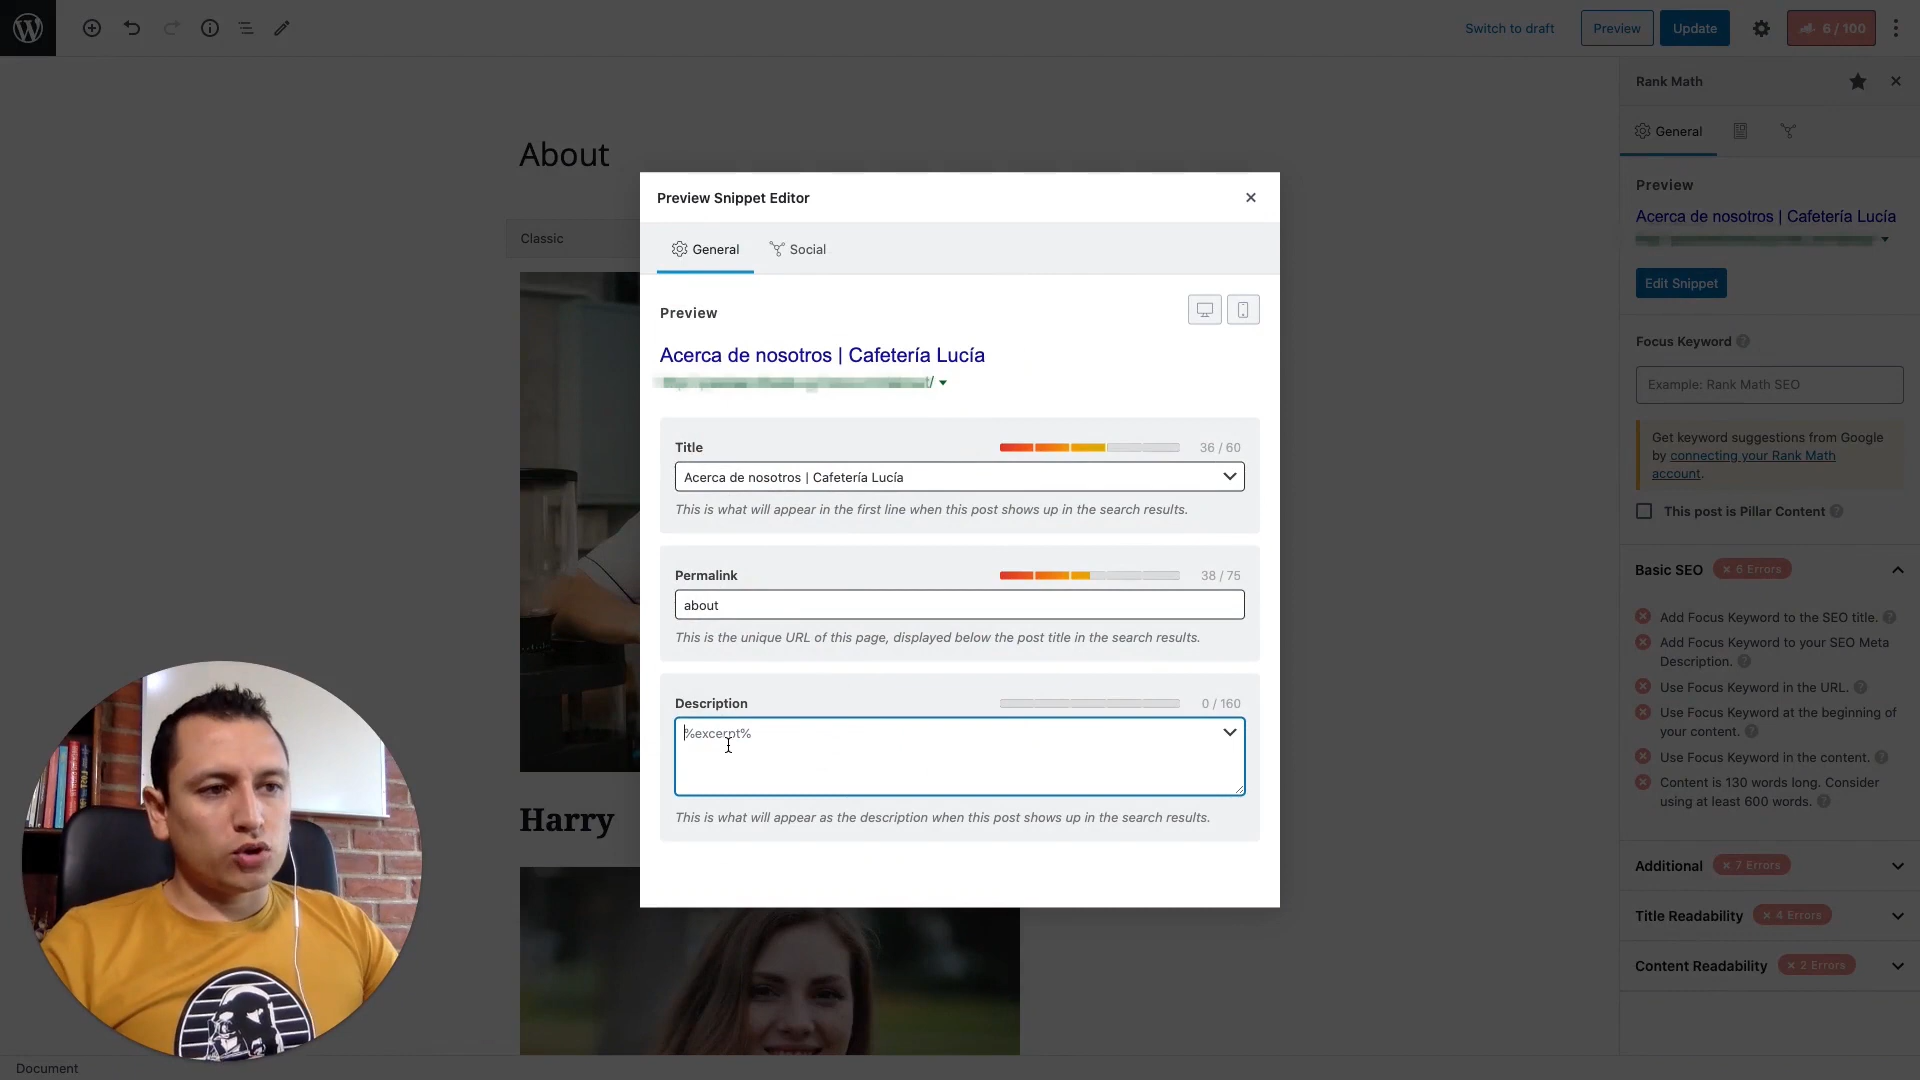 Switch to draft
Preview
Update
6 / 100
Rank Math
General
Preview
Acerca de nosotros | Cafetería Lucía
Edit Snippet
Focus Keyword
Example: Rank Math SEO
Get keyword suggestions from Google
by connecting your Rank Math
account.
This post is Pillar Content
Basic SEO
× 6 Errors
Add Focus Keyword to the SEO title.
Add Focus Keyword to your SEO Meta
Description.
Use Focus Keyword in the URL.
Use Focus Keyword at the beginning of
your content.
Use Focus Keyword in the content.
Content is 130 words long. Consider
using at least 600 words.
Additional
× 7 Errors
Title Readability
× 4 Errors
Content Readability
× 2 Errors
About
Classic
Harry
Document
Preview Snippet Editor
General
Social
Preview
Acerca de nosotros | Cafetería Lucía
Title
36 / 60
Acerca de nosotros | Cafetería Lucía
This is what will appear in the first line when this post shows up in the search results.
Permalink
38 / 75
about
This is the unique URL of this page, displayed below the post title in the search results.
Description
0 / 160
%excerpt%
This is what will appear as the description when this post shows up in the search results.